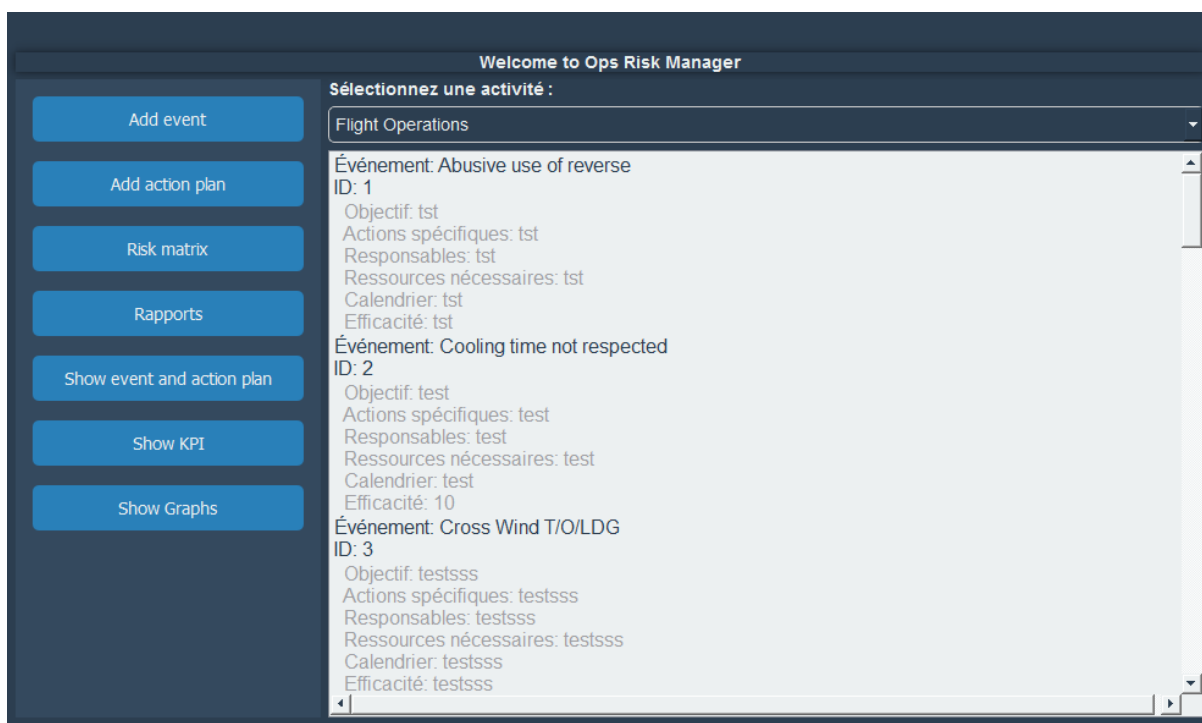 Welcome to Ops Risk Manager
Add event
Add action plan
Risk matrix
Rapports
Show event and action plan
Show KPI
Show Graphs
Sélectionnez une activité :
Flight Operations
Événement: Abusive use of reverse
ID: 1
Objectif: tst
Actions spécifiques: tst
Responsables: tst
Ressources nécessaires: tst
Calendrier: tst
Efficacité: tst
Événement: Cooling time not respected
ID: 2
Objectif: test
Actions spécifiques: test
Responsables: test
Ressources nécessaires: test
Calendrier: test
Efficacité: 10
Événement: Cross Wind T/O/LDG
ID: 3
Objectif: testsss
Actions spécifiques: testsss
Responsables: testsss
Ressources nécessaires: testsss
Calendrier: testsss
Efficacité: testsss